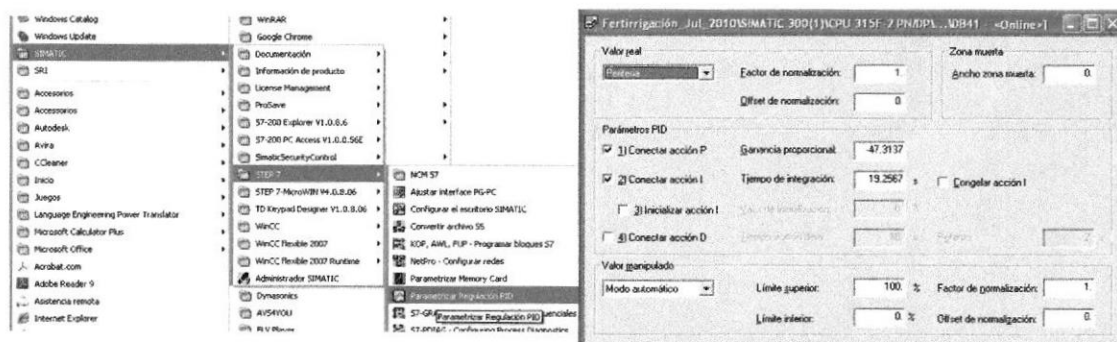 Windows Catalog
Windows Update
SIMATIC
SRI
Accesorios
Accessories
Autodesk
Avira
CCleaner
Inicio
Juegos
Language Engineering Power Translator
Microsoft Calculator Plus
Microsoft Office
Acrobat.com
Adobe Reader 9
Asistencia remota
Internet Explorer
WinRAR
Google Chrome
Documentación
Información de producto
License Management
ProSave
S7-200 Explorer V1.0.8.6
S7-200 PC Access V1.0.0.56E
SimaticSecurityControl
STEP 7
STEP 7-MicroWIN V4.0.8.06
TD Keypad Designer V1.0.8.06
WinCC
WinCC flexible 2007
WinCC flexible 2007 Runtime
Administrador SIMATIC
Dynasonics
AVS4YOU
FLV Player
NCM S7
Ajustar interface PG-PC
Configurar el escritorio SIMATIC
Convertir archivo S5
KOP, AWL, FUP - Programar bloques S7
NetPro - Configurar redes
Parametrizar Memory Card
Parametrizar Regulación PID
S7-GRA Parametrizar Regulación PID uenciales
S7-PDIAG - Configuring Process Diagnostics
Fertirrigación_Jul_2010\SIMATIC 300(1)\CPU 315F-2 PN/DP\...\DB41 - <Online>]
Valor real
Periferia
Factor de normalización: 1.
Offset de normalización: 0.
Zona muerta
Ancho zona muerta: 0.
Parámetros PID
1) Conectar acción P
Ganancia proporcional: -47.3137
2) Conectar acción I
Tiempo de integración: 19.2567 s
Congelar acción I
3) Inicializar acción I
4) Conectar acción D
Valor manipulado
Modo automático
Límite superior: 100. %
Factor de normalización: 1.
Límite inferior: 0. %
Offset de normalización: 0.